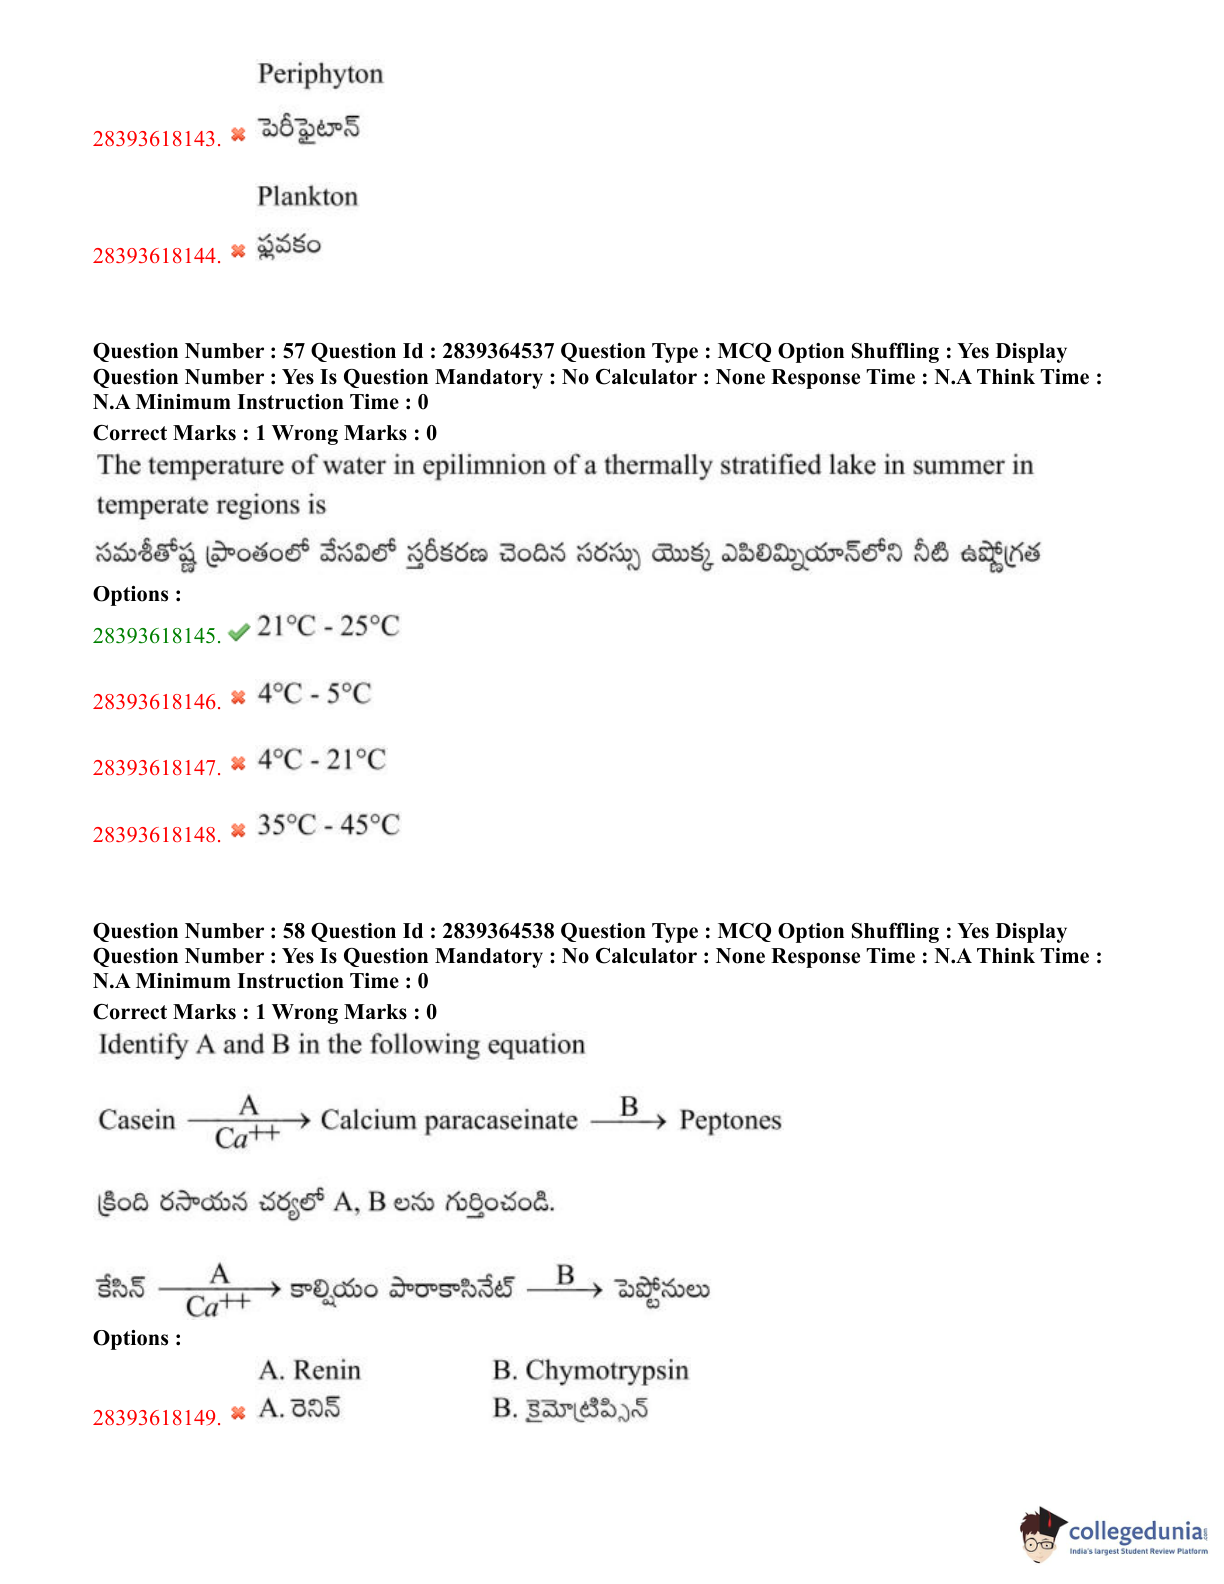 Periphyton
28393618143. పెరీఫైటాన్
Plankton
28393618144. ప్లవకం
Question Number : 57 Question Id : 2839364537 Question Type : MCQ Option Shuffling : Yes Display
Question Number : Yes Is Question Mandatory : No Calculator : None Response Time : N.A Think Time :
N.A Minimum Instruction Time : 0
Correct Marks : 1 Wrong Marks : 0
The temperature of water in epilimnion of a thermally stratified lake in summer in
temperate regions is
సమశీతోష్ణ ప్రాంతంలో వేసవిలో స్తరీకరణ చెందిన సరస్సు యొక్క ఎపిలిమ్నియాన్‌లోని నీటి ఉష్ణోగ్రత
Options :
28393618145. 21°C - 25°C
28393618146. 4°C - 5°C
28393618147. 4°C - 21°C
28393618148. 35°C - 45°C
Question Number : 58 Question Id : 2839364538 Question Type : MCQ Option Shuffling : Yes Display
Question Number : Yes Is Question Mandatory : No Calculator : None Response Time : N.A Think Time :
N.A Minimum Instruction Time : 0
Correct Marks : 1 Wrong Marks : 0
Identify A and B in the following equation
Casein —A/Ca++→ Calcium paracaseinate —B→ Peptones
క్రింది రసాయన చర్యలో A, B లను గుర్తించండి.
కేసిన్ —A/Ca++→ కాల్షియం పారాకాసినేట్ —B→ పెప్టోనులు
Options :
A. Renin B. Chymotrypsin
28393618149. A. రెనిన్ B. కైమోట్రిప్సిన్
collegedunia
India's largest Student Review Platform